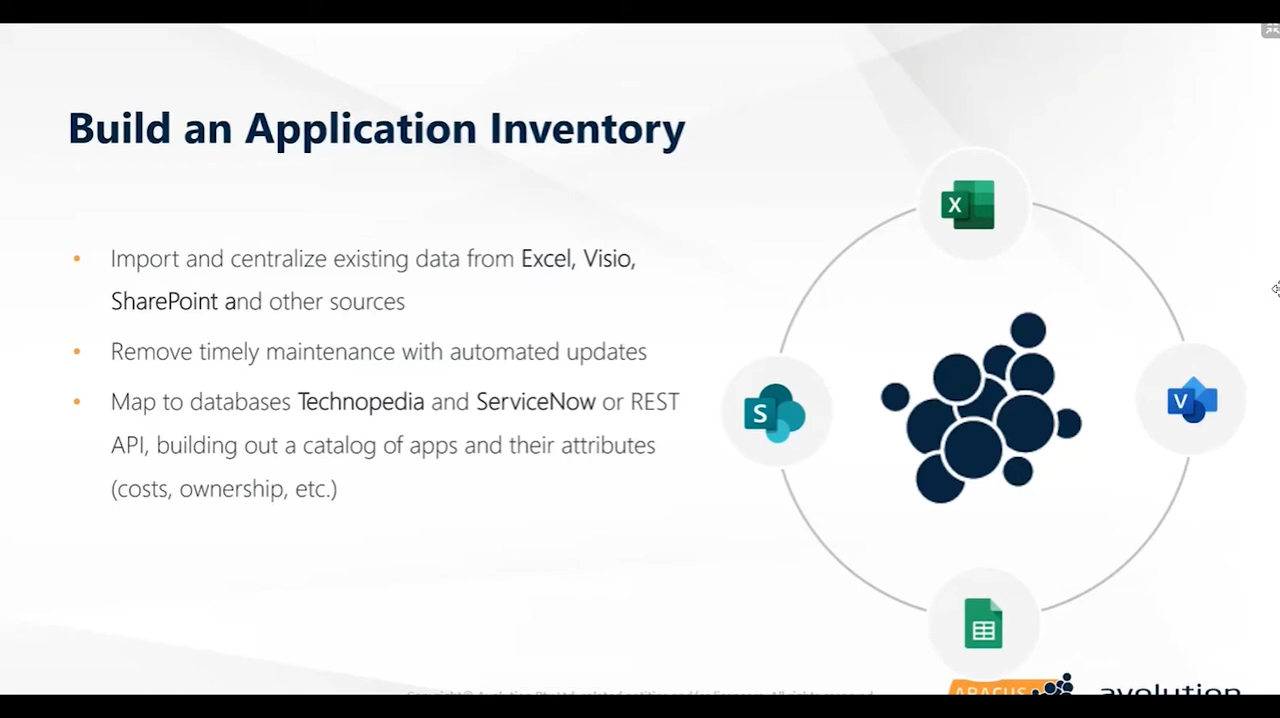 Build an Application Inventory
• Import and centralize existing data from Excel, Visio,
SharePoint and other sources
• Remove timely maintenance with automated updates
• Map to databases Technopedia and ServiceNow or REST
API, building out a catalog of apps and their attributes
(costs, ownership, etc.)
X
S
V
ABACUS
avolution